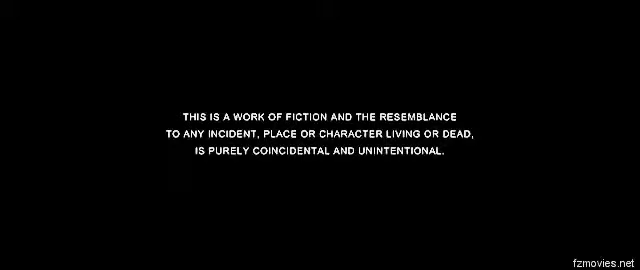 THIS IS A WORK OF FICTION AND THE RESEMBLANCE
TO ANY INCIDENT, PLACE OR CHARACTER LIVING OR DEAD,
IS PURELY COINCIDENTAL AND UNINTENTIONAL.
fzmovies.net